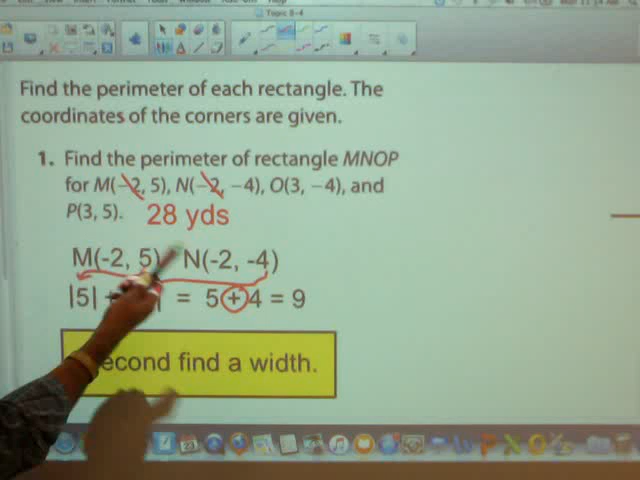 Topic 8-4
Find the perimeter of each rectangle. The
coordinates of the corners are given.
1. Find the perimeter of rectangle MNOP
for M(−2, 5), N(−2, −4), O(3, −4), and
P(3, 5). 28 yds
M(-2, 5) N(-2, -4)
|5| + | = 5 + 4 = 9
econd find a width.